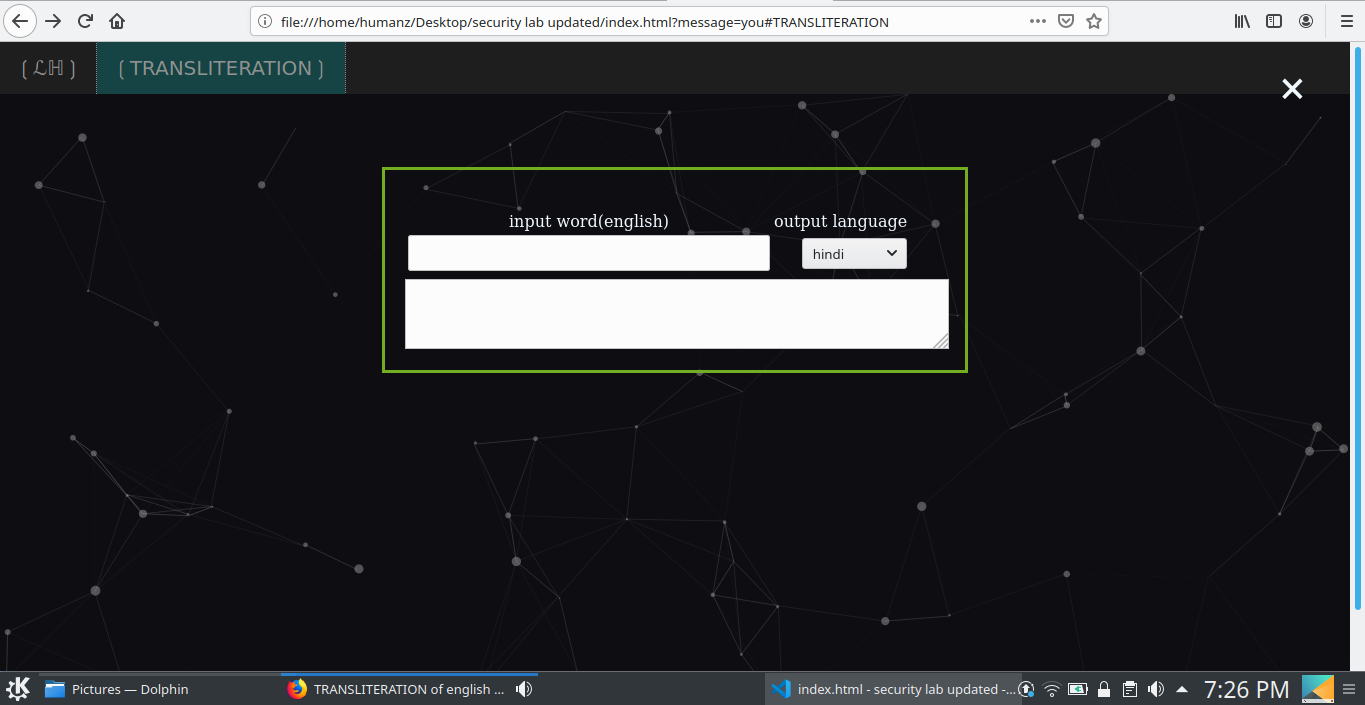 file:///home/humanz/Desktop/security lab updated/index.html?message=you#TRANSLITERATION
❲ℒℍ❳ ❲TRANSLITERATION❳
×
input word(english) output language
hindi
Pictures — Dolphin TRANSLITERATION of english ... index.html - security lab updated -... 7:26 PM